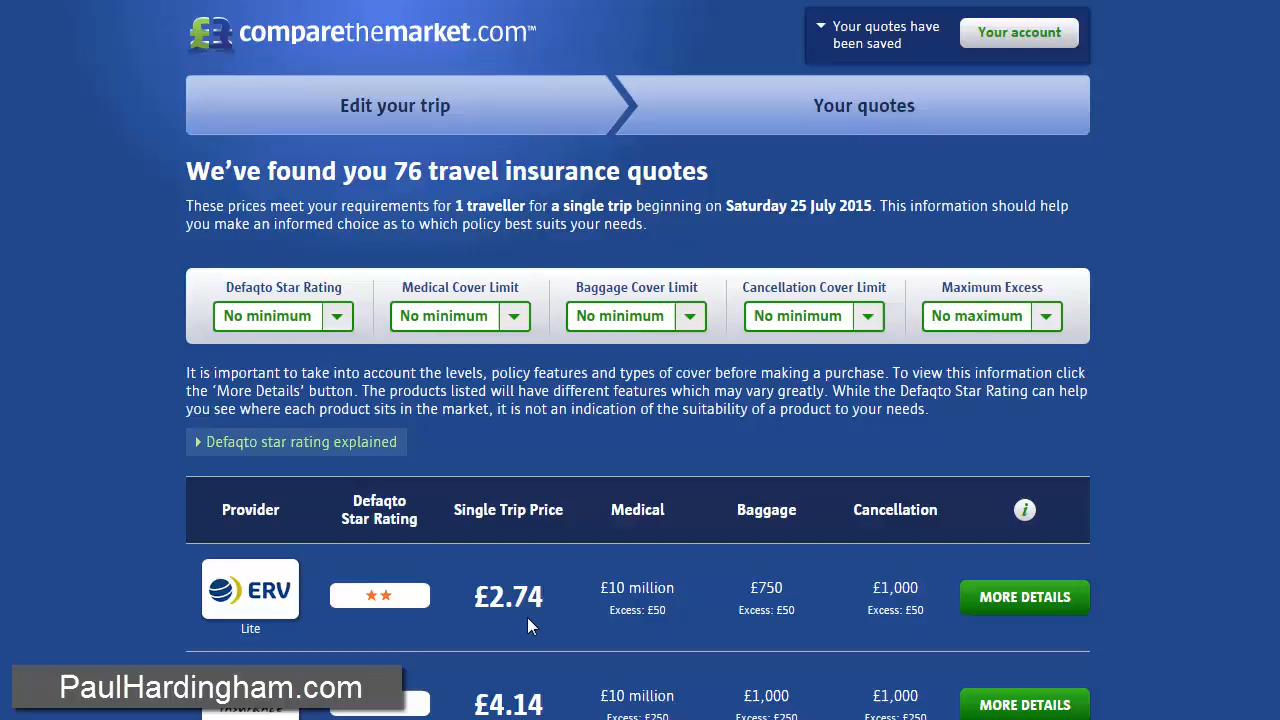 comparethemarket.com™
Your quotes have
been saved
Your account
Edit your trip
Your quotes
We've found you 76 travel insurance quotes
These prices meet your requirements for 1 traveller for a single trip beginning on Saturday 25 July 2015. This information should help
you make an informed choice as to which policy best suits your needs.
Defaqto Star Rating
Medical Cover Limit
Baggage Cover Limit
Cancellation Cover Limit
Maximum Excess
No minimum
No minimum
No minimum
No minimum
No maximum
It is important to take into account the levels, policy features and types of cover before making a purchase. To view this information click
the ‘More Details’ button. The products listed will have different features which may vary greatly. While the Defaqto Star Rating can help
you see where each product sits in the market, it is not an indication of the suitability of a product to your needs.
Defaqto star rating explained
Provider
Defaqto
Star Rating
Single Trip Price
Medical
Baggage
Cancellation
i
ERV
Lite
£2.74
£10 million
Excess: £50
£750
Excess: £50
£1,000
Excess: £50
MORE DETAILS
£4.14
£10 million
Excess: £250
£1,000
Excess: £250
£1,000
Excess: £250
MORE DETAILS
PaulHardingham.com